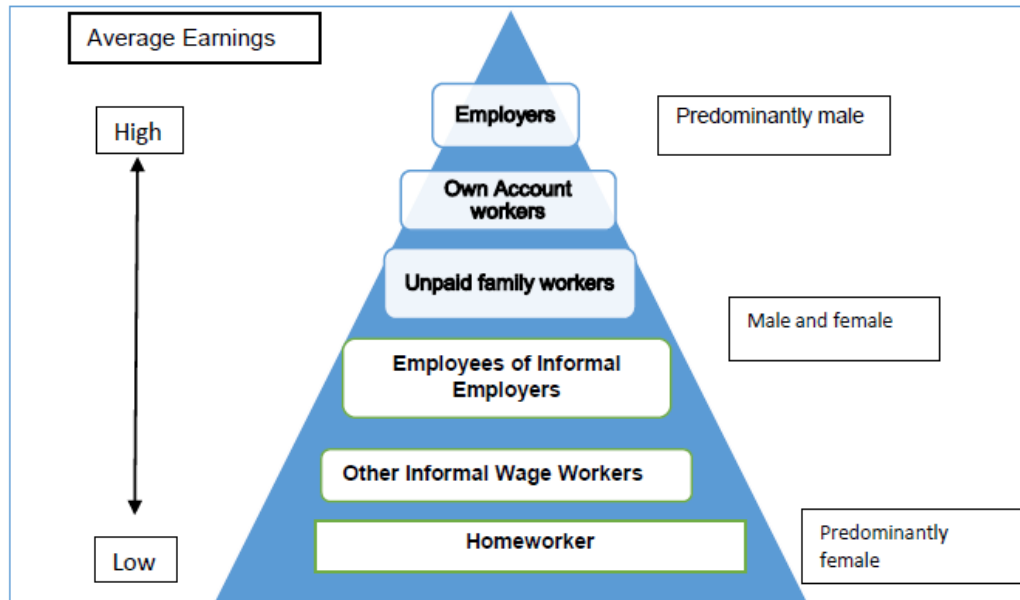 Average Earnings
Employers
Predominantly male
High
Own Account
workers
Unpaid family workers
Male and female
Employees of Informal
Employers
Other Informal Wage Workers
Homeworker
Predominantly
female
Low